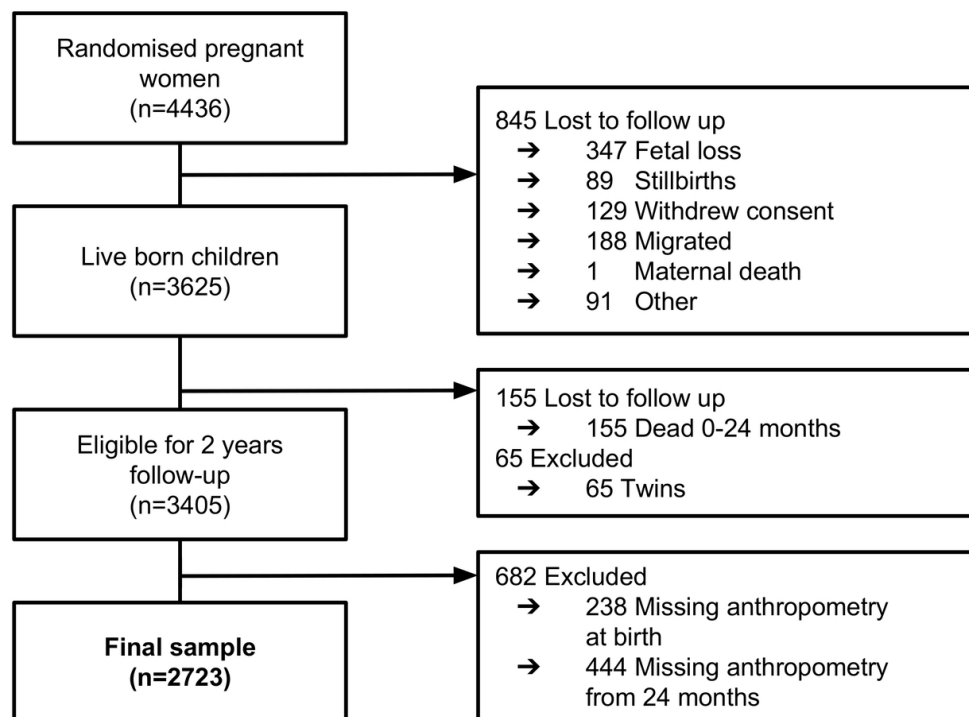 Randomised pregnant
women
(n=4436)
845 Lost to follow up
➔ 347 Fetal loss
➔ 89 Stillbirths
➔ 129 Withdrew consent
➔ 188 Migrated
➔ 1 Maternal death
➔ 91 Other
Live born children
(n=3625)
155 Lost to follow up
➔ 155 Dead 0-24 months
65 Excluded
➔ 65 Twins
Eligible for 2 years
follow-up
(n=3405)
682 Excluded
➔ 238 Missing anthropometry
at birth
➔ 444 Missing anthropometry
from 24 months
Final sample
(n=2723)